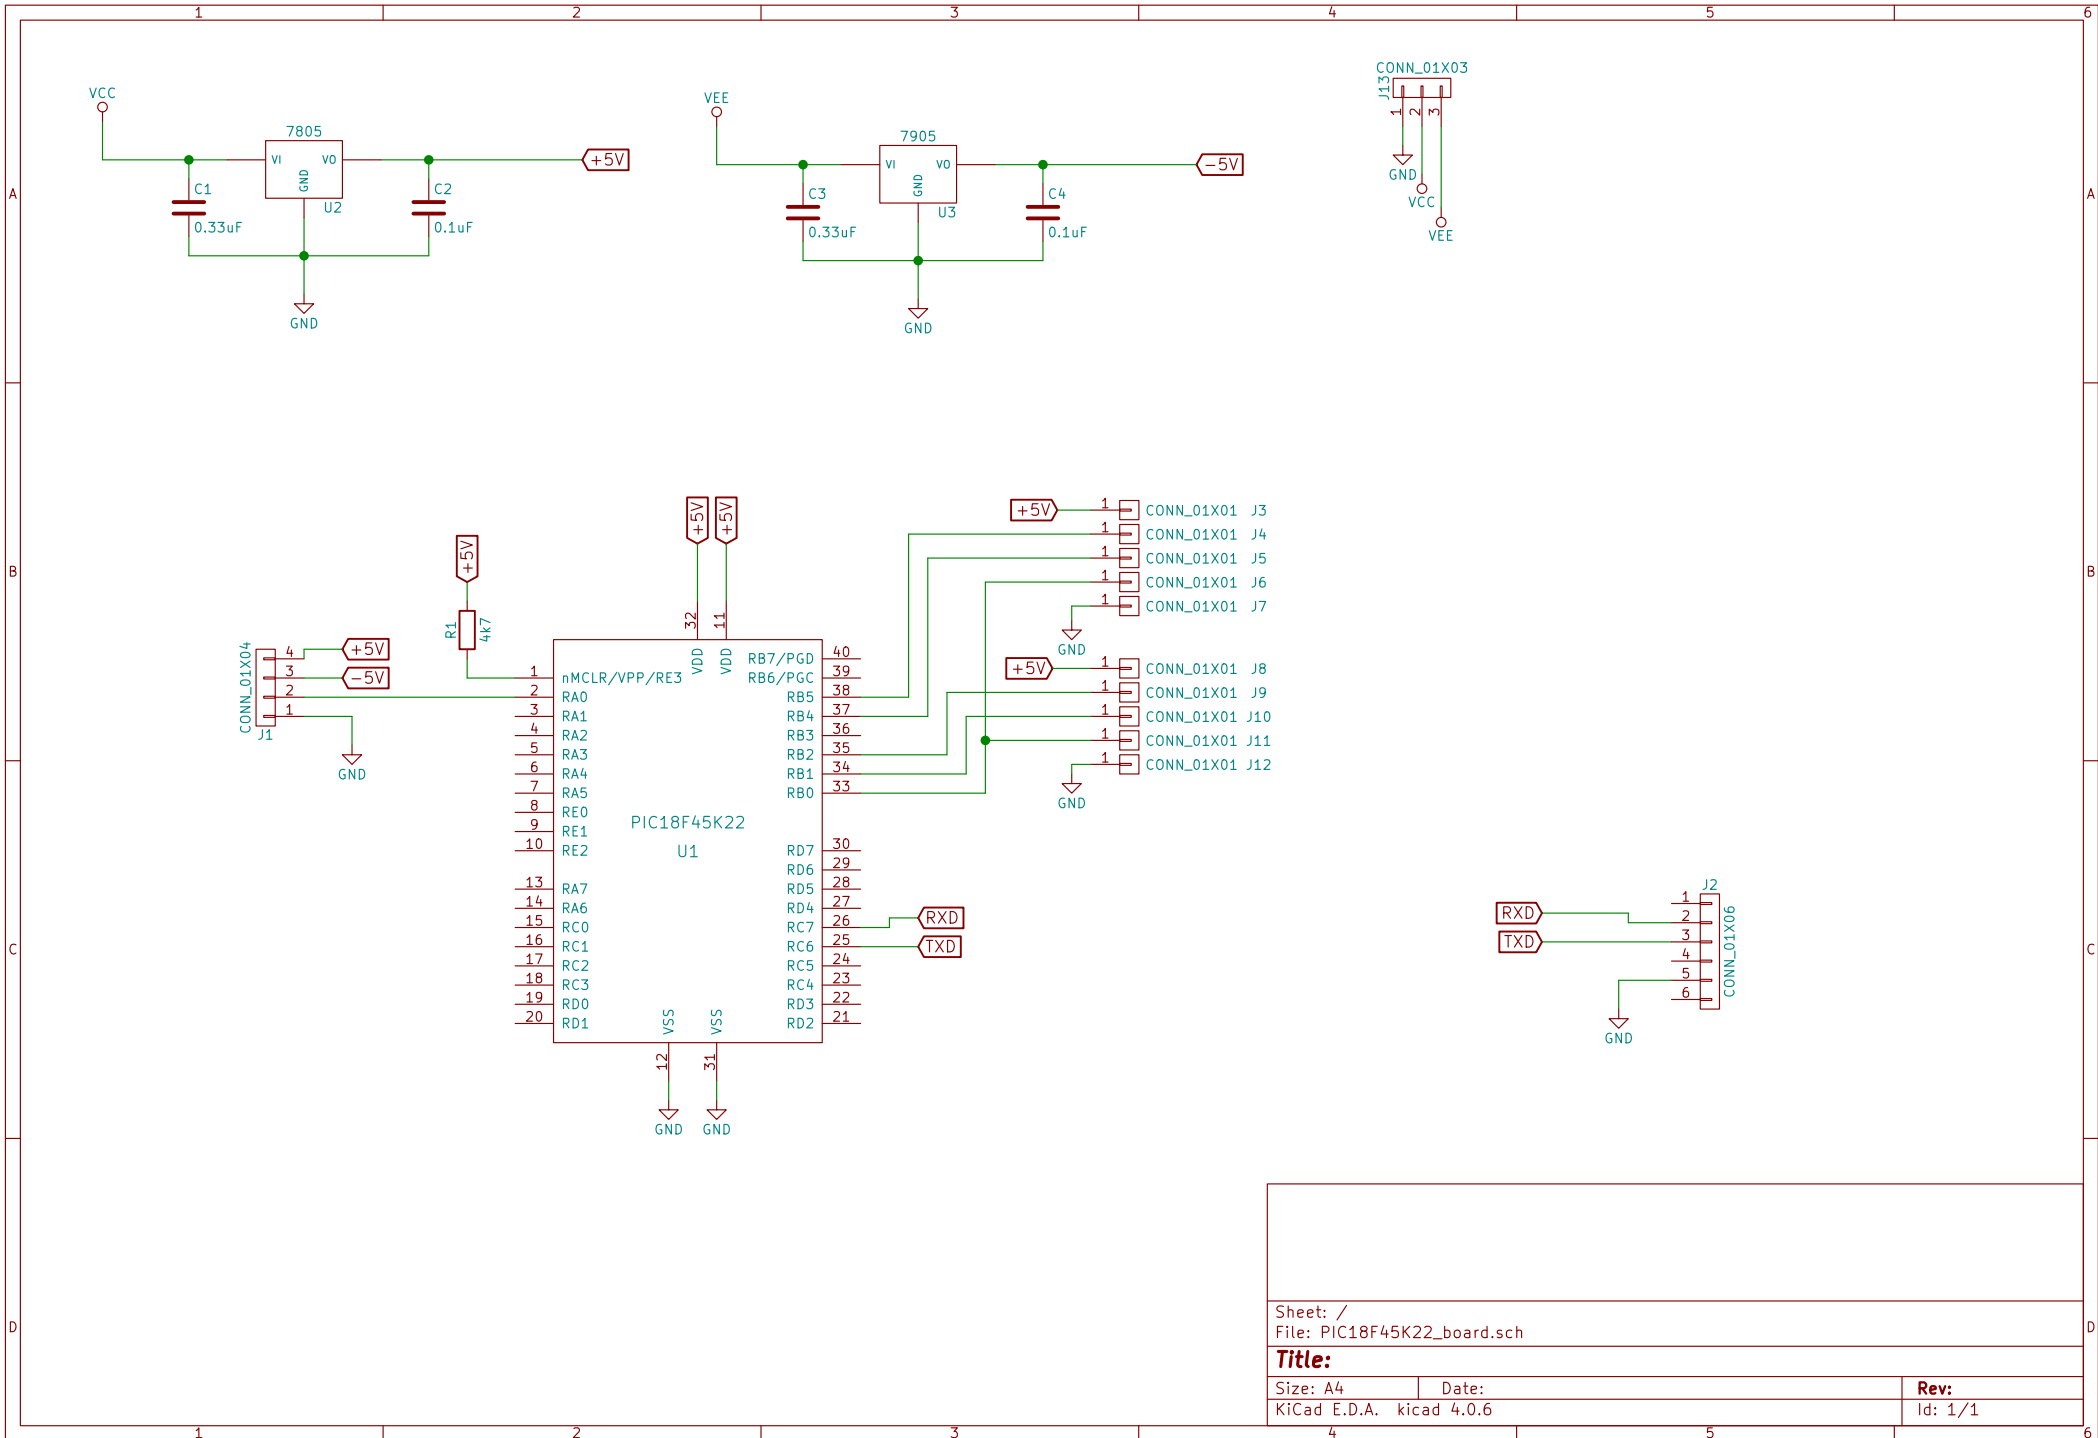 1 2 3 4 5 6
A A
B B
C C
D D
VCC
7805
VI VO
GND
U2
C1
0.33uF
C2
0.1uF
+5V
GND
VEE
7905
VI VO
GND
U3
C3
0.33uF
C4
0.1uF
-5V
GND
CONN_01X03
J13
1 2 3
GND
VCC
VEE
+5V
R1
4k7
+5V
+5V
32 11
VDD VDD
CONN_01X04
J1
4 +5V
3 -5V
2
1
GND
1 nMCLR/VPP/RE3
2 RA0
3 RA1
4 RA2
5 RA3
6 RA4
7 RA5
8 RE0
9 RE1
10 RE2
13 RA7
14 RA6
15 RC0
16 RC1
17 RC2
18 RC3
19 RD0
20 RD1
PIC18F45K22
U1
RB7/PGD 40
RB6/PGC 39
RB5 38
RB4 37
RB3 36
RB2 35
RB1 34
RB0 33
RD7 30
RD6 29
RD5 28
RD4 27
RC7 26 RXD
RC6 25 TXD
RC5 24
RC4 23
RD3 22
RD2 21
VSS VSS
12 31
GND GND
+5V 1 CONN_01X01 J3
1 CONN_01X01 J4
1 CONN_01X01 J5
1 CONN_01X01 J6
1 CONN_01X01 J7
GND
+5V 1 CONN_01X01 J8
1 CONN_01X01 J9
1 CONN_01X01 J10
1 CONN_01X01 J11
1 CONN_01X01 J12
GND
J2
CONN_01X06
1
RXD 2
TXD 3
4
5
6
GND
Sheet: /
File: PIC18F45K22_board.sch
Title:
Size: A4 Date: Rev:
KiCad E.D.A. kicad 4.0.6 Id: 1/1
1 2 3 4 5 6